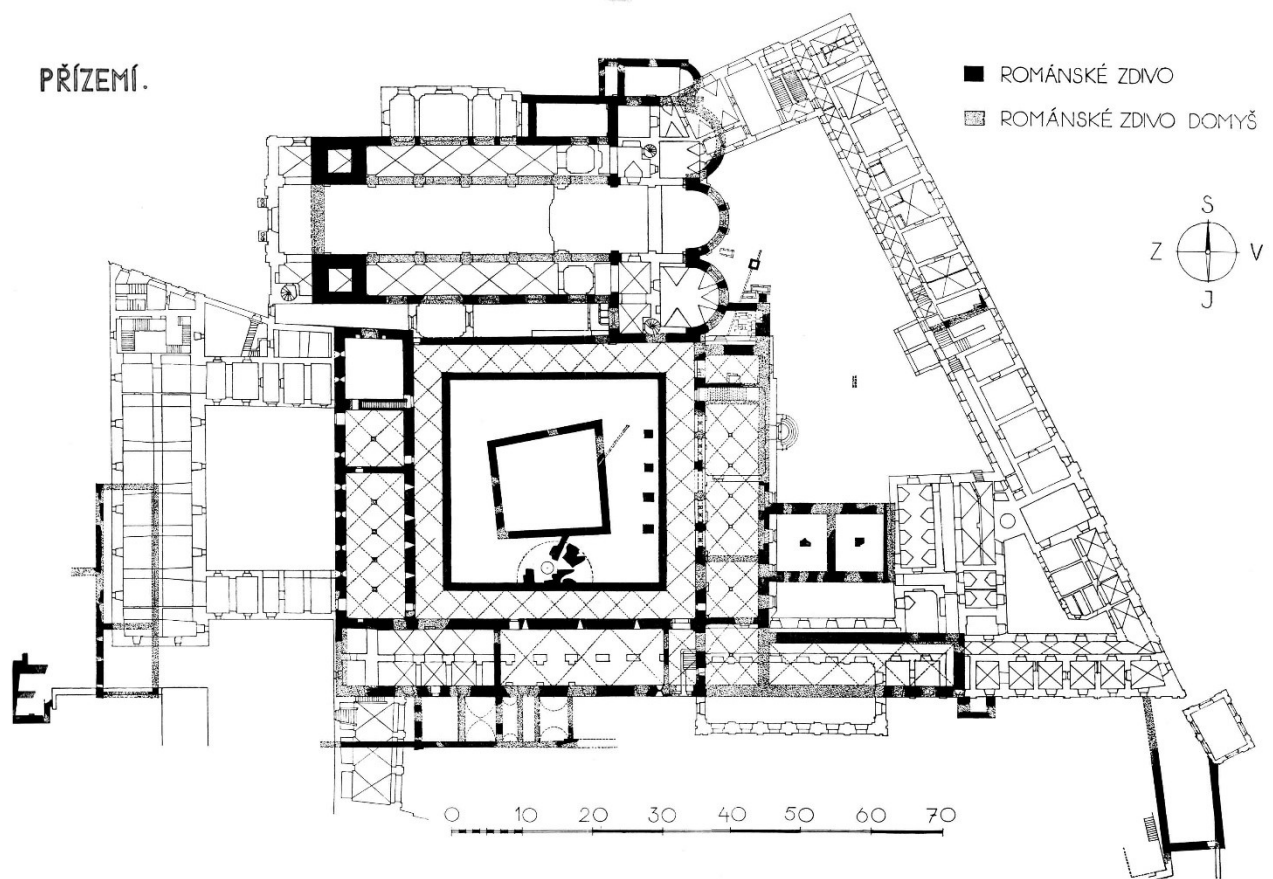 PŘÍZEMÍ.
ROMÁNSKÉ ZDIVO
ROMÁNSKÉ ZDIVO DOMYŠ
S
Z V
J
0 10 20 30 40 50 60 70